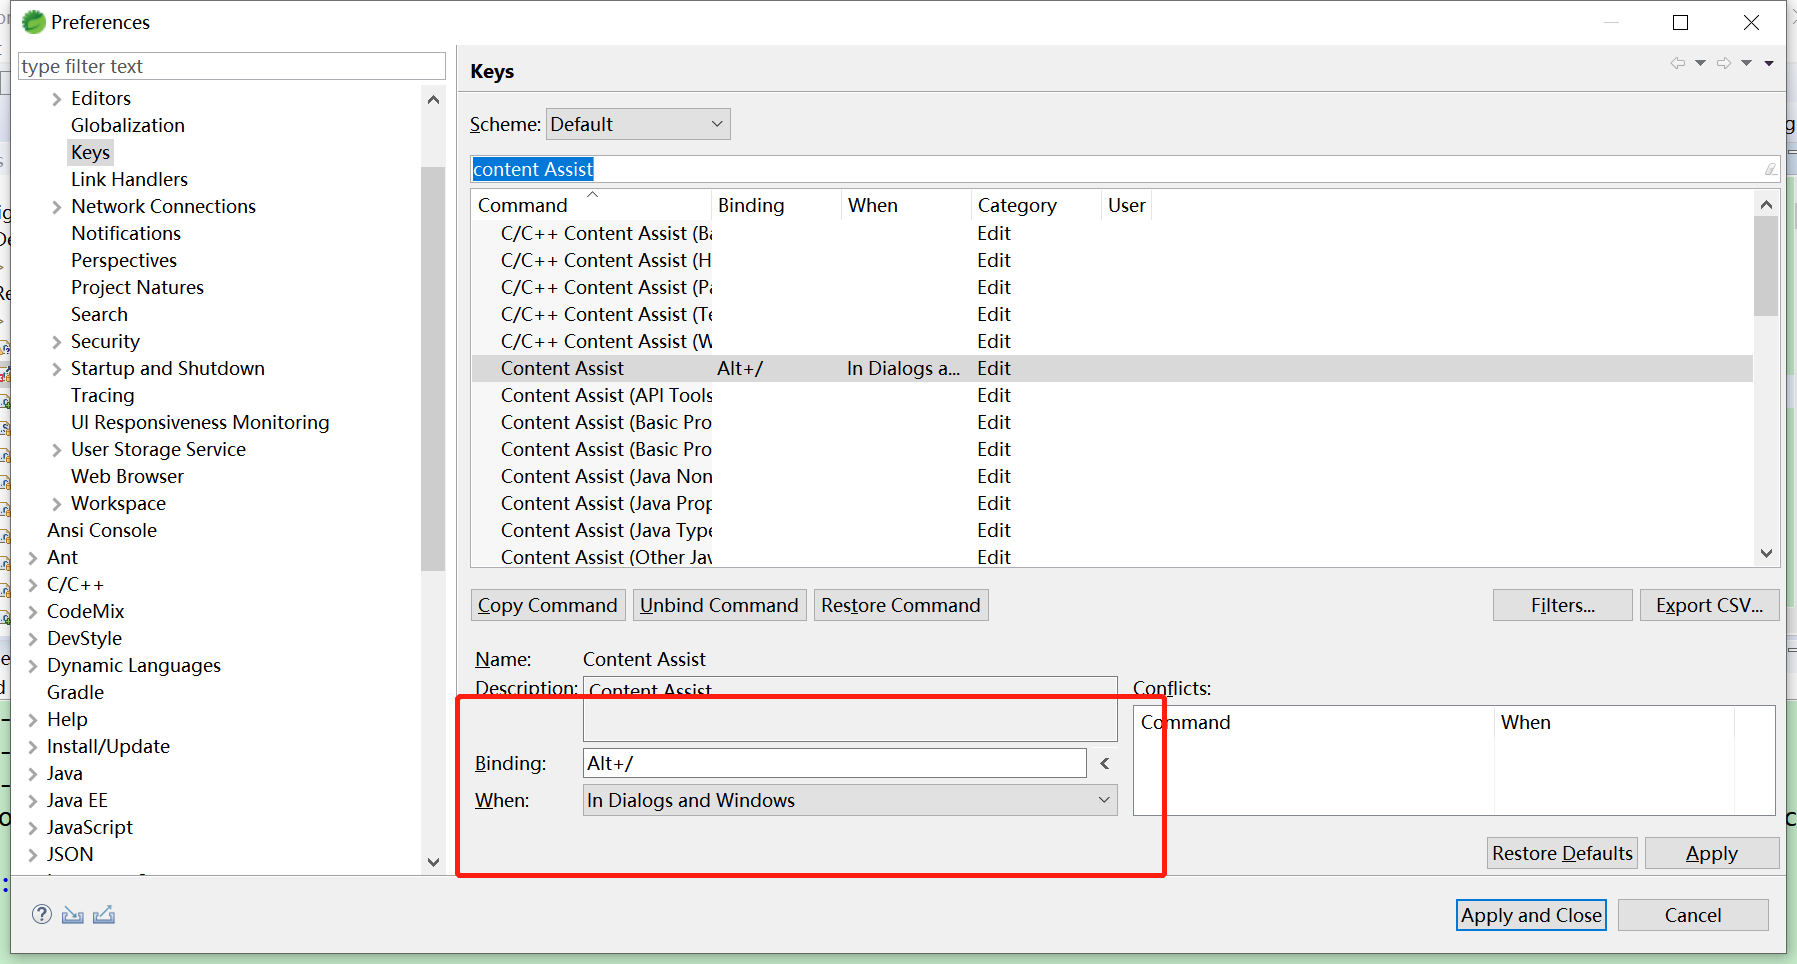 Preferences
type filter text
Editors
Globalization
Keys
Link Handlers
Network Connections
Notifications
Perspectives
Project Natures
Search
Security
Startup and Shutdown
Tracing
UI Responsiveness Monitoring
User Storage Service
Web Browser
Workspace
Ansi Console
Ant
C/C++
CodeMix
DevStyle
Dynamic Languages
Gradle
Help
Install/Update
Java
Java EE
JavaScript
JSON
Keys
Scheme: Default
content Assist
Command Binding When Category User
C/C++ Content Assist (Ba Edit
C/C++ Content Assist (H Edit
C/C++ Content Assist (Pa Edit
C/C++ Content Assist (Te Edit
C/C++ Content Assist (W Edit
Content Assist Alt+/ In Dialogs a... Edit
Content Assist (API Tools Edit
Content Assist (Basic Pro Edit
Content Assist (Basic Pro Edit
Content Assist (Java Non Edit
Content Assist (Java Prop Edit
Content Assist (Java Type Edit
Content Assist (Other Jav Edit
Copy Command Unbind Command Restore Command Filters... Export CSV...
Name: Content Assist
Description: Content Assist
Conflicts:
Command When
Binding: Alt+/ <
When: In Dialogs and Windows
Restore Defaults Apply
Apply and Close Cancel